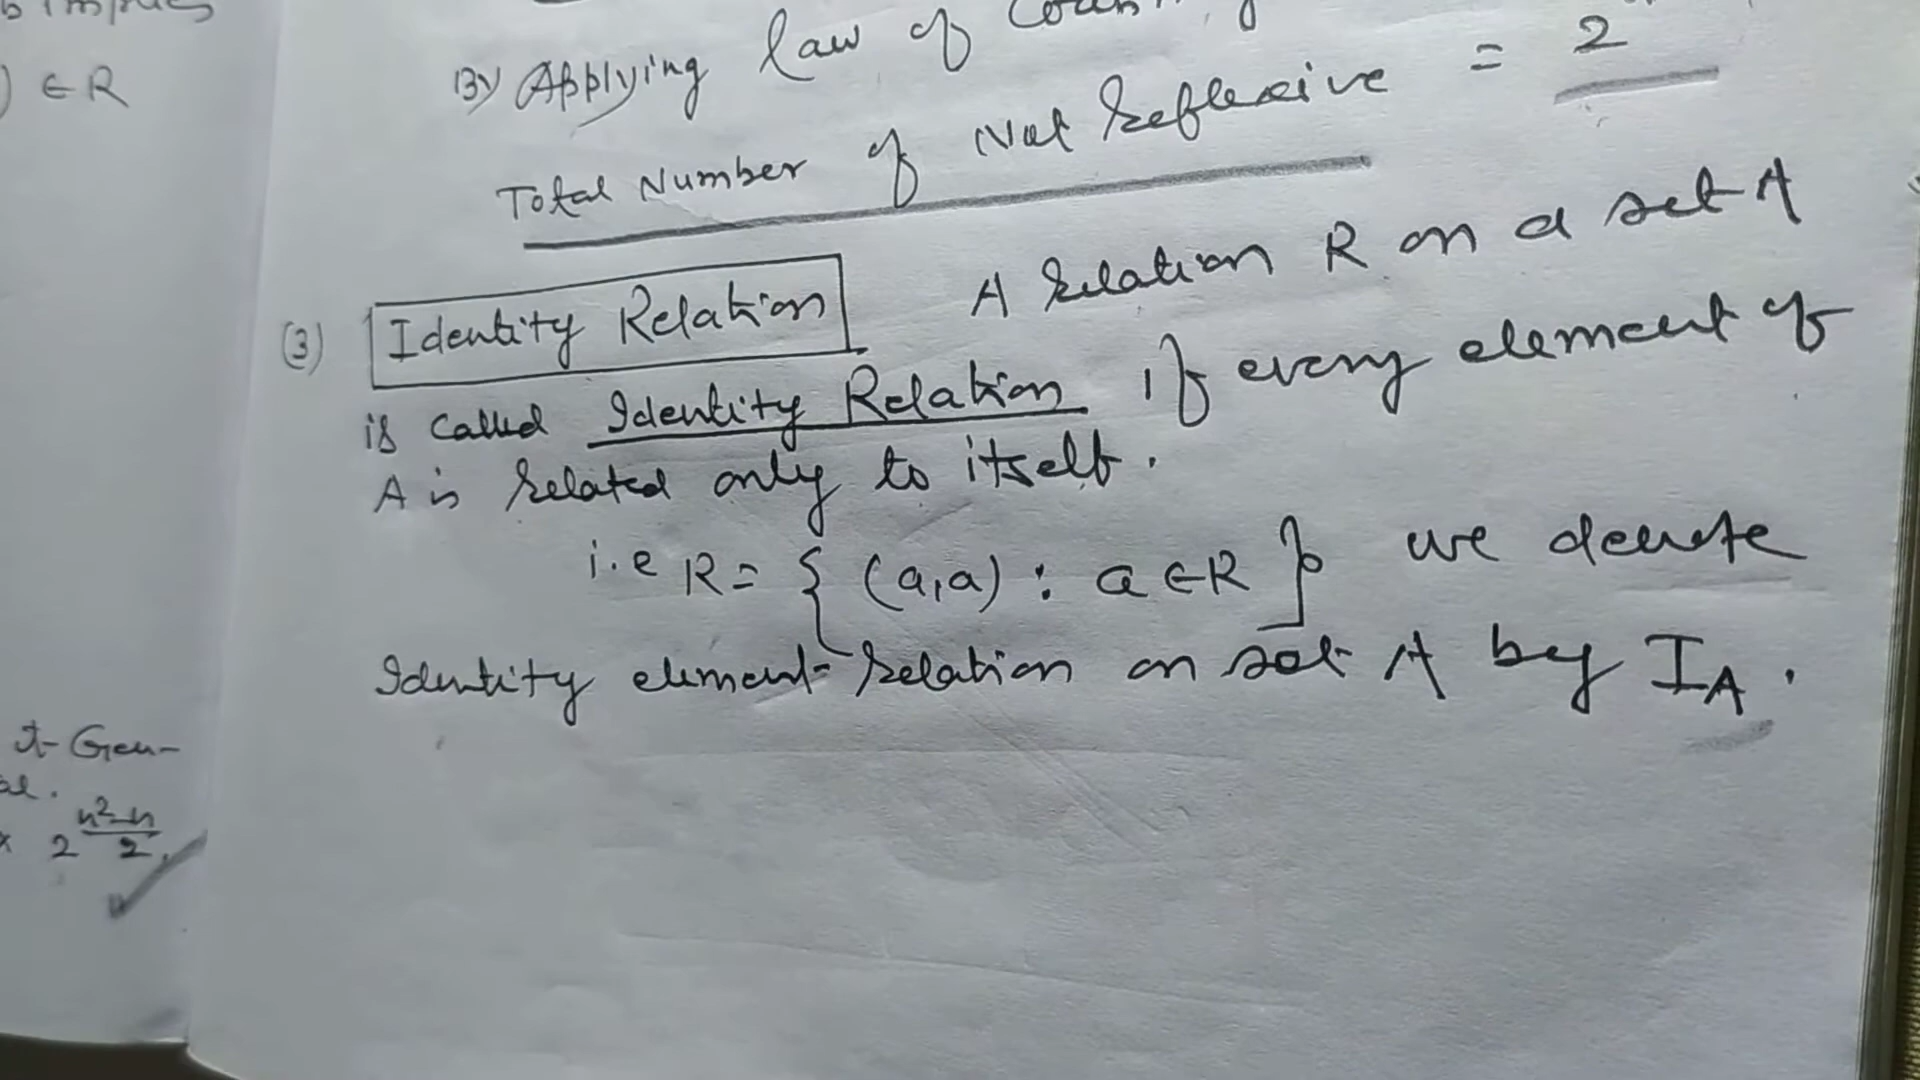 ) ∈ R
By Applying law of
Total Number of Not Reflexive = 2
(3) Identity Relation A Relation R on a set A
is called Identity Relation if every element of
A is Related only to itself.
i.e R = { (a,a) : a ∈ R } we denote
Identity element Relation on set A by I_A.
t- Gen-
al.
x 2^((n²-n)/2).